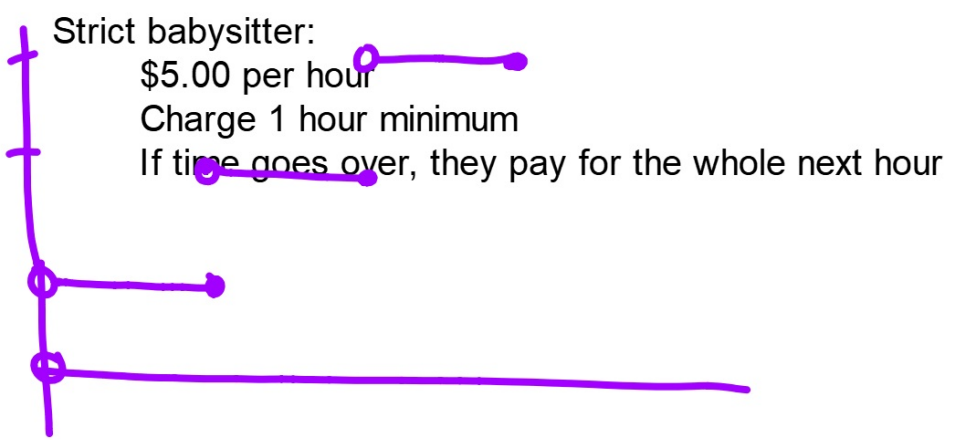 Strict babysitter:
$5.00 per hour
Charge 1 hour minimum
If time goes over, they pay for the whole next hour